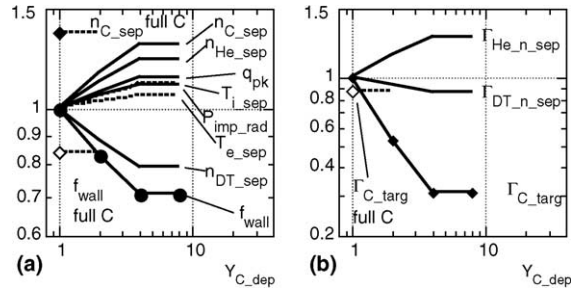 1.5
n_C_sep full C
n_C_sep
n_He_sep
q_pk
T_i_sep
P_imp_rad
T_e_sep
n_DT_sep
f_wall
f_wall
full C
1
0.9
0.8
0.7
0.6
1
10
(a)
Y_C_dep
1.5
Γ_He_n_sep
Γ_DT_n_sep
Γ_C_targ
full C
Γ_C_targ
1
0.8
0.6
0.4
0.2
1
10
(b)
Y_C_dep